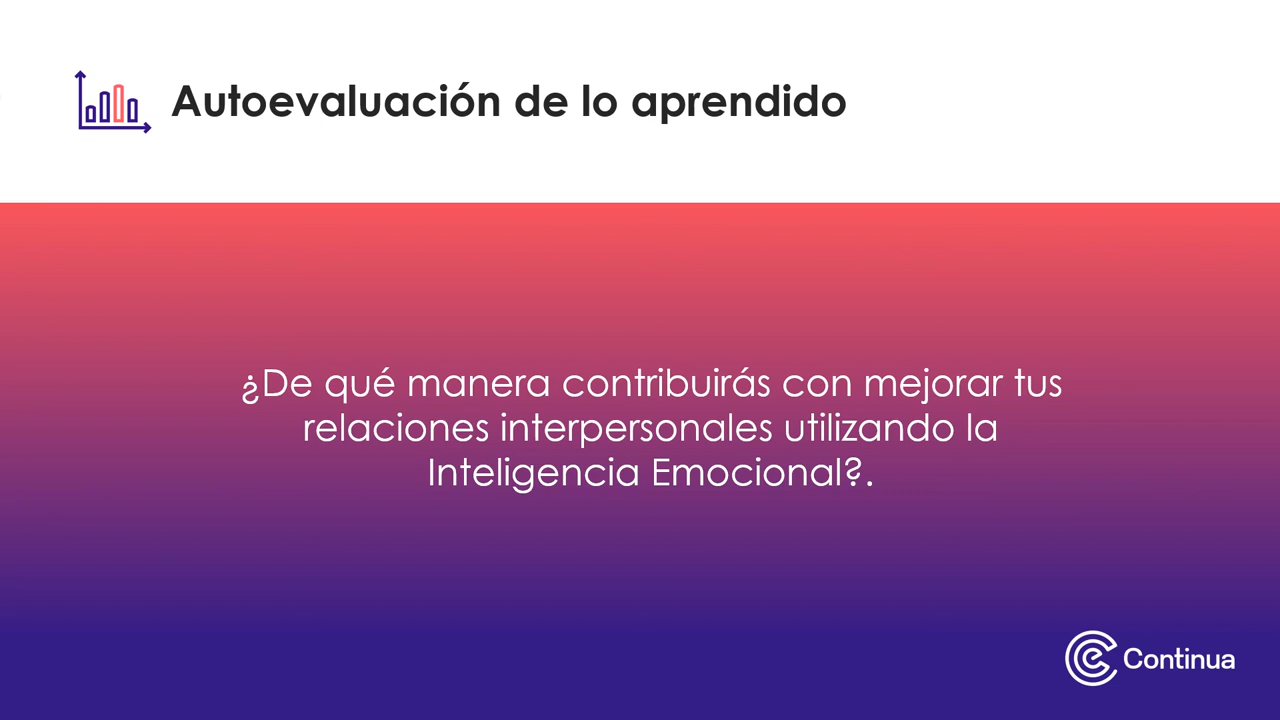 Autoevaluación de lo aprendido
¿De qué manera contribuirás con mejorar tus
relaciones interpersonales utilizando la
Inteligencia Emocional?.
Continua